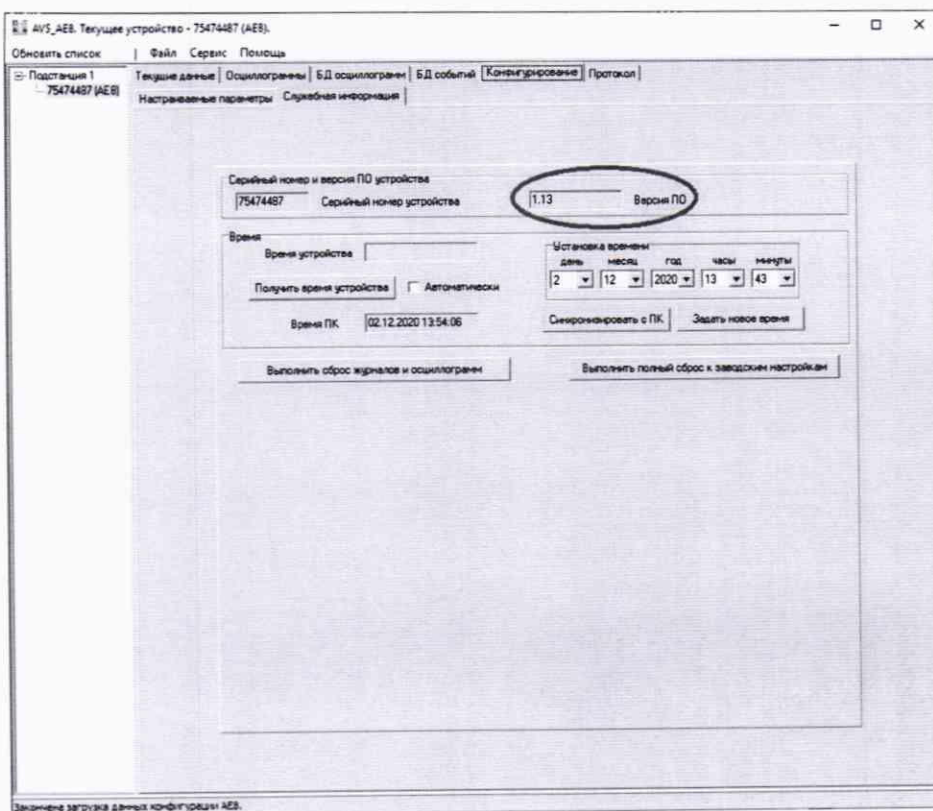 AVS_AE8. Текущее устройство - 75474487 (AE8).
Обновить список | Файл Сервис Помощь
Подстанция 1
75474487 (AE8)
Текущие данные Осциллограммы БД осциллограмм БД событий Конфигурирование Протокол
Настраиваемые параметры Служебная информация
Серийный номер и версия ПО устройства
75474487 Серийный номер устройства 1.13 Версия ПО
Время
Время устройства
Установка времени
день месяц год часы минуты
2 12 2020 13 43
Получить время устройства Автоматически
Время ПК 02.12.2020 13:54:06
Синхронизировать с ПК Задать новое время
Выполнить сброс журналов и осциллограмм Выполнить полный сброс к заводским настройкам
Закончена загрузка данных конфигурации AE8.